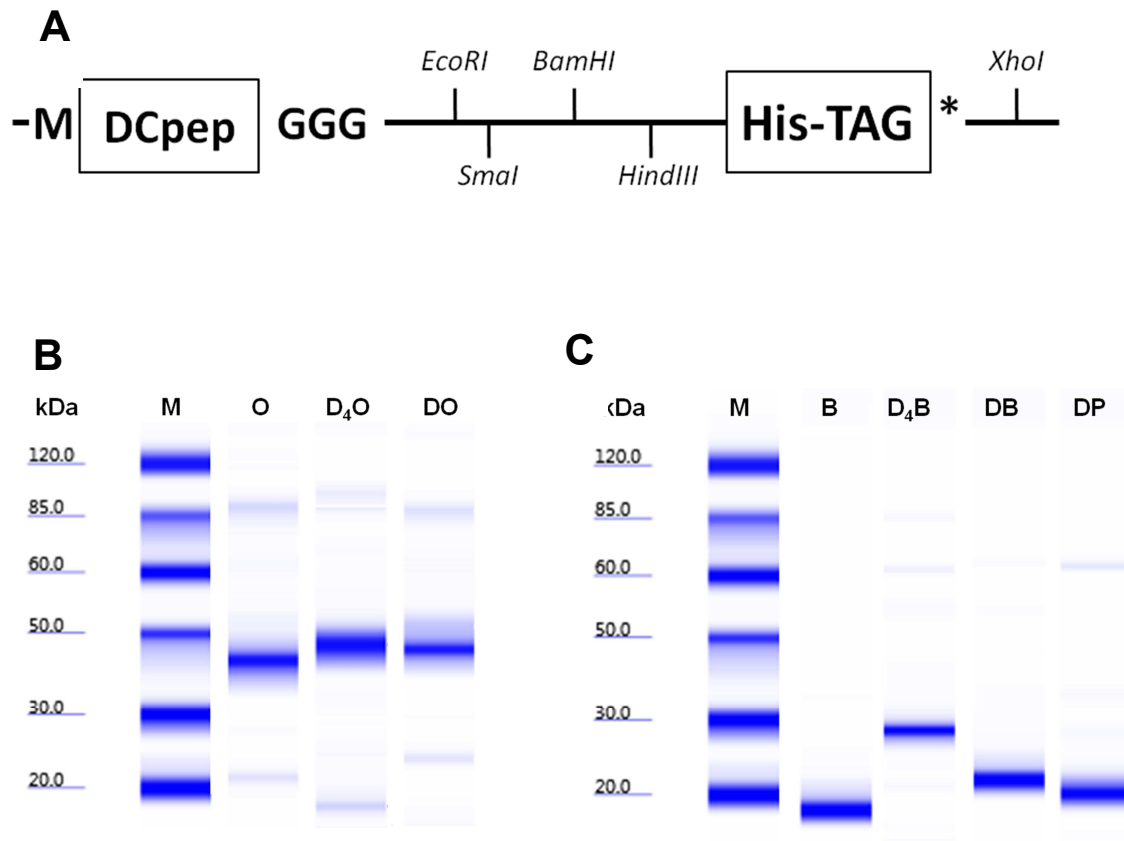 A
EcoRI BamHI XhoI
-M DCpep GGG His-TAG *
SmaI HindIII
B
kDa M O D₄O DO
120.0
85.0
60.0
50.0
30.0
20.0
C
kDa M B D₄B DB DP
120.0
85.0
60.0
50.0
30.0
20.0